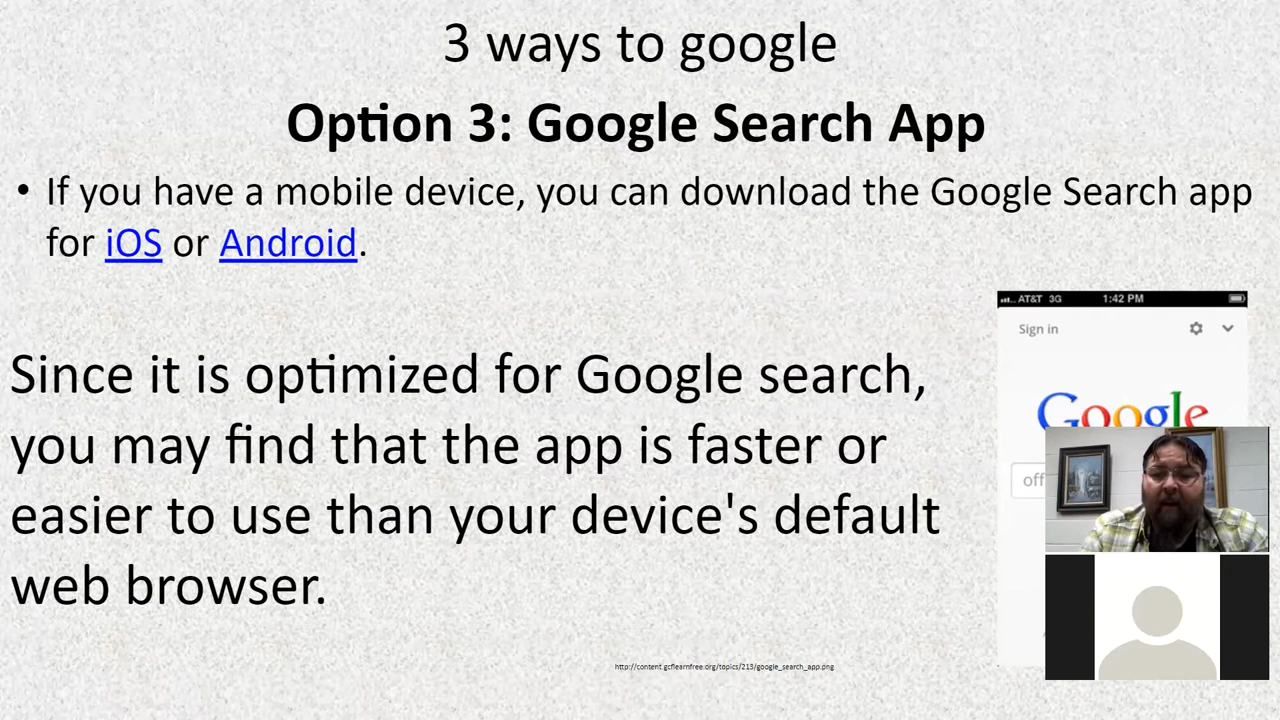 3 ways to google
Option 3: Google Search App
• If you have a mobile device, you can download the Google Search app
for iOS or Android.
AT&T 3G 1:42 PM
Sign in
Google
Since it is optimized for Google search,
you may find that the app is faster or
easier to use than your device's default
web browser.
off
http://content.gcflearnfree.org/topics/213/google_search_app.png